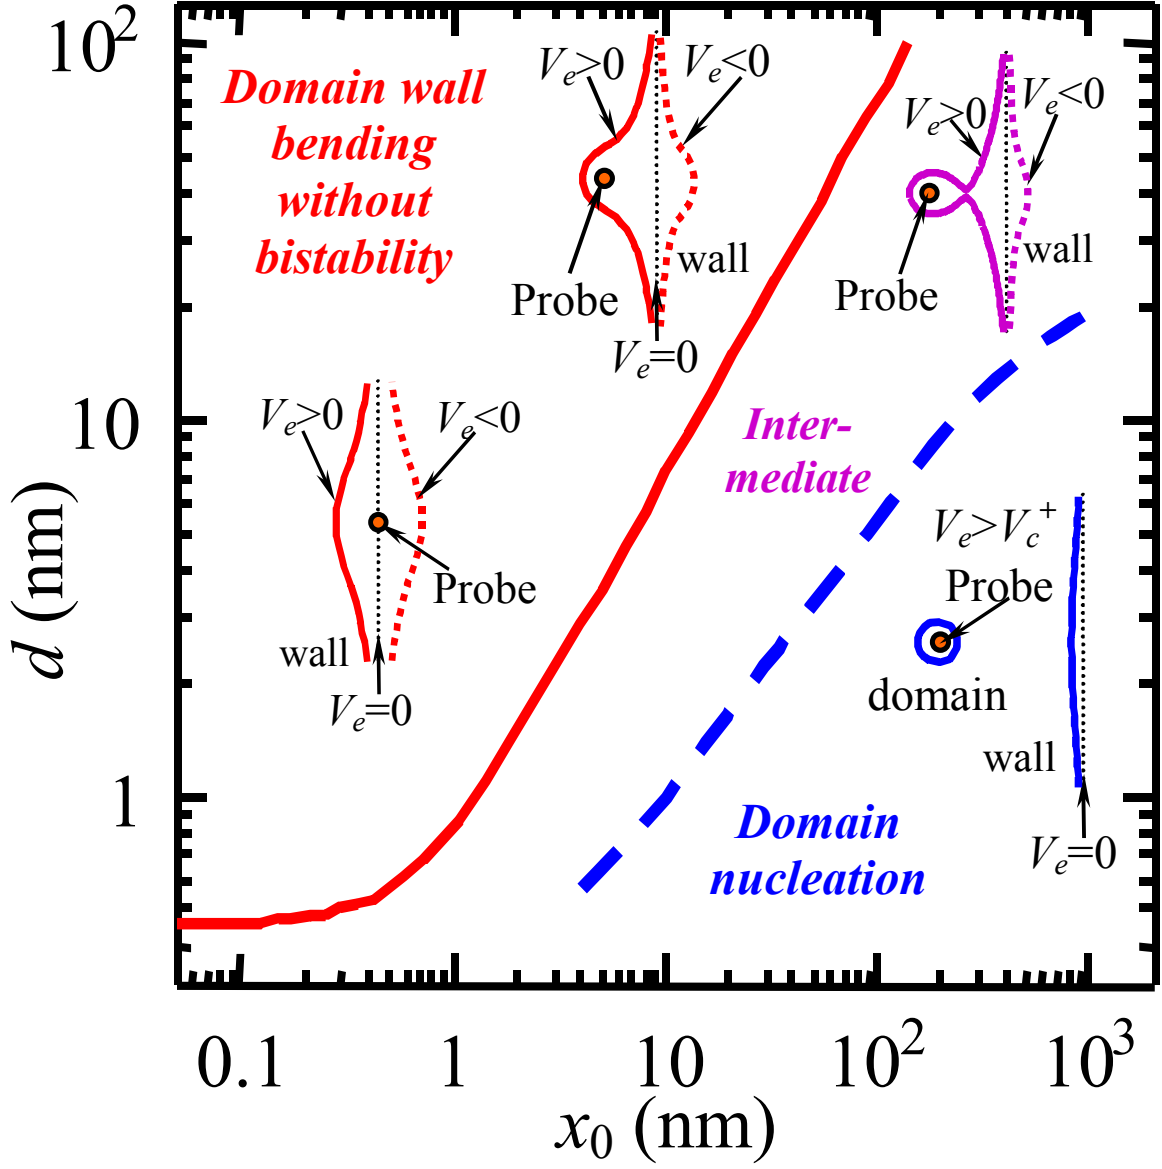 10²
Domain wall
bending
without
bistability
Vₑ>0
Vₑ<0
wall
Probe
Vₑ=0
Vₑ>0
Vₑ<0
wall
Probe
10
Vₑ>0
Vₑ<0
Probe
wall
Vₑ=0
Inter-
mediate
Vₑ>V_c⁺
Probe
domain
wall
Vₑ=0
1
Domain
nucleation
d (nm)
0.1
1
10
10²
10³
x₀ (nm)